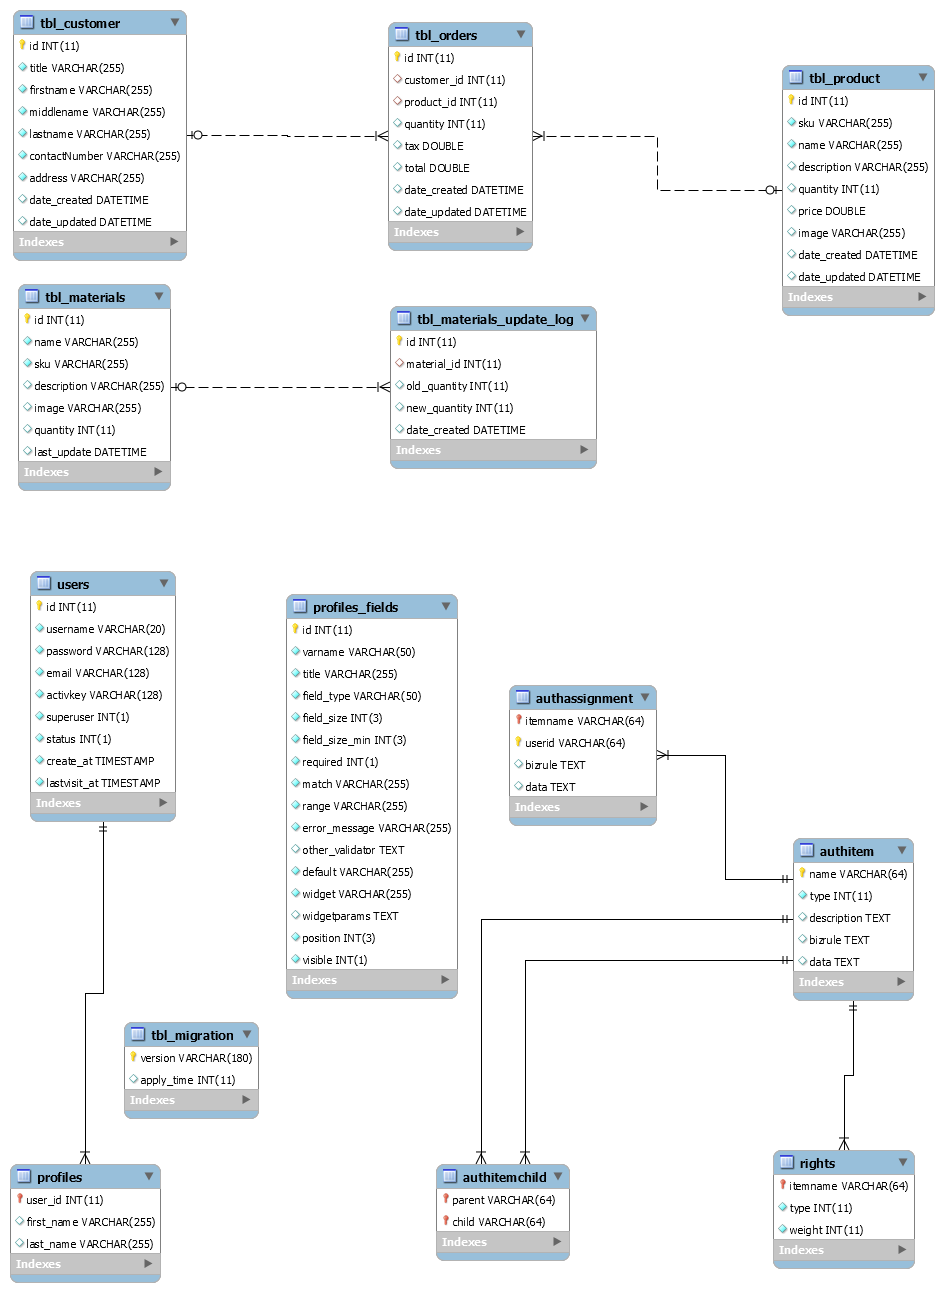 tbl_customer
id INT(11)
title VARCHAR(255)
firstname VARCHAR(255)
middlename VARCHAR(255)
lastname VARCHAR(255)
contactNumber VARCHAR(255)
address VARCHAR(255)
date_created DATETIME
date_updated DATETIME
Indexes
tbl_orders
id INT(11)
customer_id INT(11)
product_id INT(11)
quantity INT(11)
tax DOUBLE
total DOUBLE
date_created DATETIME
date_updated DATETIME
Indexes
tbl_product
id INT(11)
sku VARCHAR(255)
name VARCHAR(255)
description VARCHAR(255)
quantity INT(11)
price DOUBLE
image VARCHAR(255)
date_created DATETIME
date_updated DATETIME
Indexes
tbl_materials
id INT(11)
name VARCHAR(255)
sku VARCHAR(255)
description VARCHAR(255)
image VARCHAR(255)
quantity INT(11)
last_update DATETIME
Indexes
tbl_materials_update_log
id INT(11)
material_id INT(11)
old_quantity INT(11)
new_quantity INT(11)
date_created DATETIME
Indexes
users
id INT(11)
username VARCHAR(20)
password VARCHAR(128)
email VARCHAR(128)
activkey VARCHAR(128)
superuser INT(1)
status INT(1)
create_at TIMESTAMP
lastvisit_at TIMESTAMP
Indexes
profiles_fields
id INT(11)
varname VARCHAR(50)
title VARCHAR(255)
field_type VARCHAR(50)
field_size INT(3)
field_size_min INT(3)
required INT(1)
match VARCHAR(255)
range VARCHAR(255)
error_message VARCHAR(255)
other_validator TEXT
default VARCHAR(255)
widget VARCHAR(255)
widgetparams TEXT
position INT(3)
visible INT(1)
Indexes
authassignment
itemname VARCHAR(64)
userid VARCHAR(64)
bizrule TEXT
data TEXT
Indexes
authitem
name VARCHAR(64)
type INT(11)
description TEXT
bizrule TEXT
data TEXT
Indexes
tbl_migration
version VARCHAR(180)
apply_time INT(11)
Indexes
profiles
user_id INT(11)
first_name VARCHAR(255)
last_name VARCHAR(255)
Indexes
authitemchild
parent VARCHAR(64)
child VARCHAR(64)
Indexes
rights
itemname VARCHAR(64)
type INT(11)
weight INT(11)
Indexes